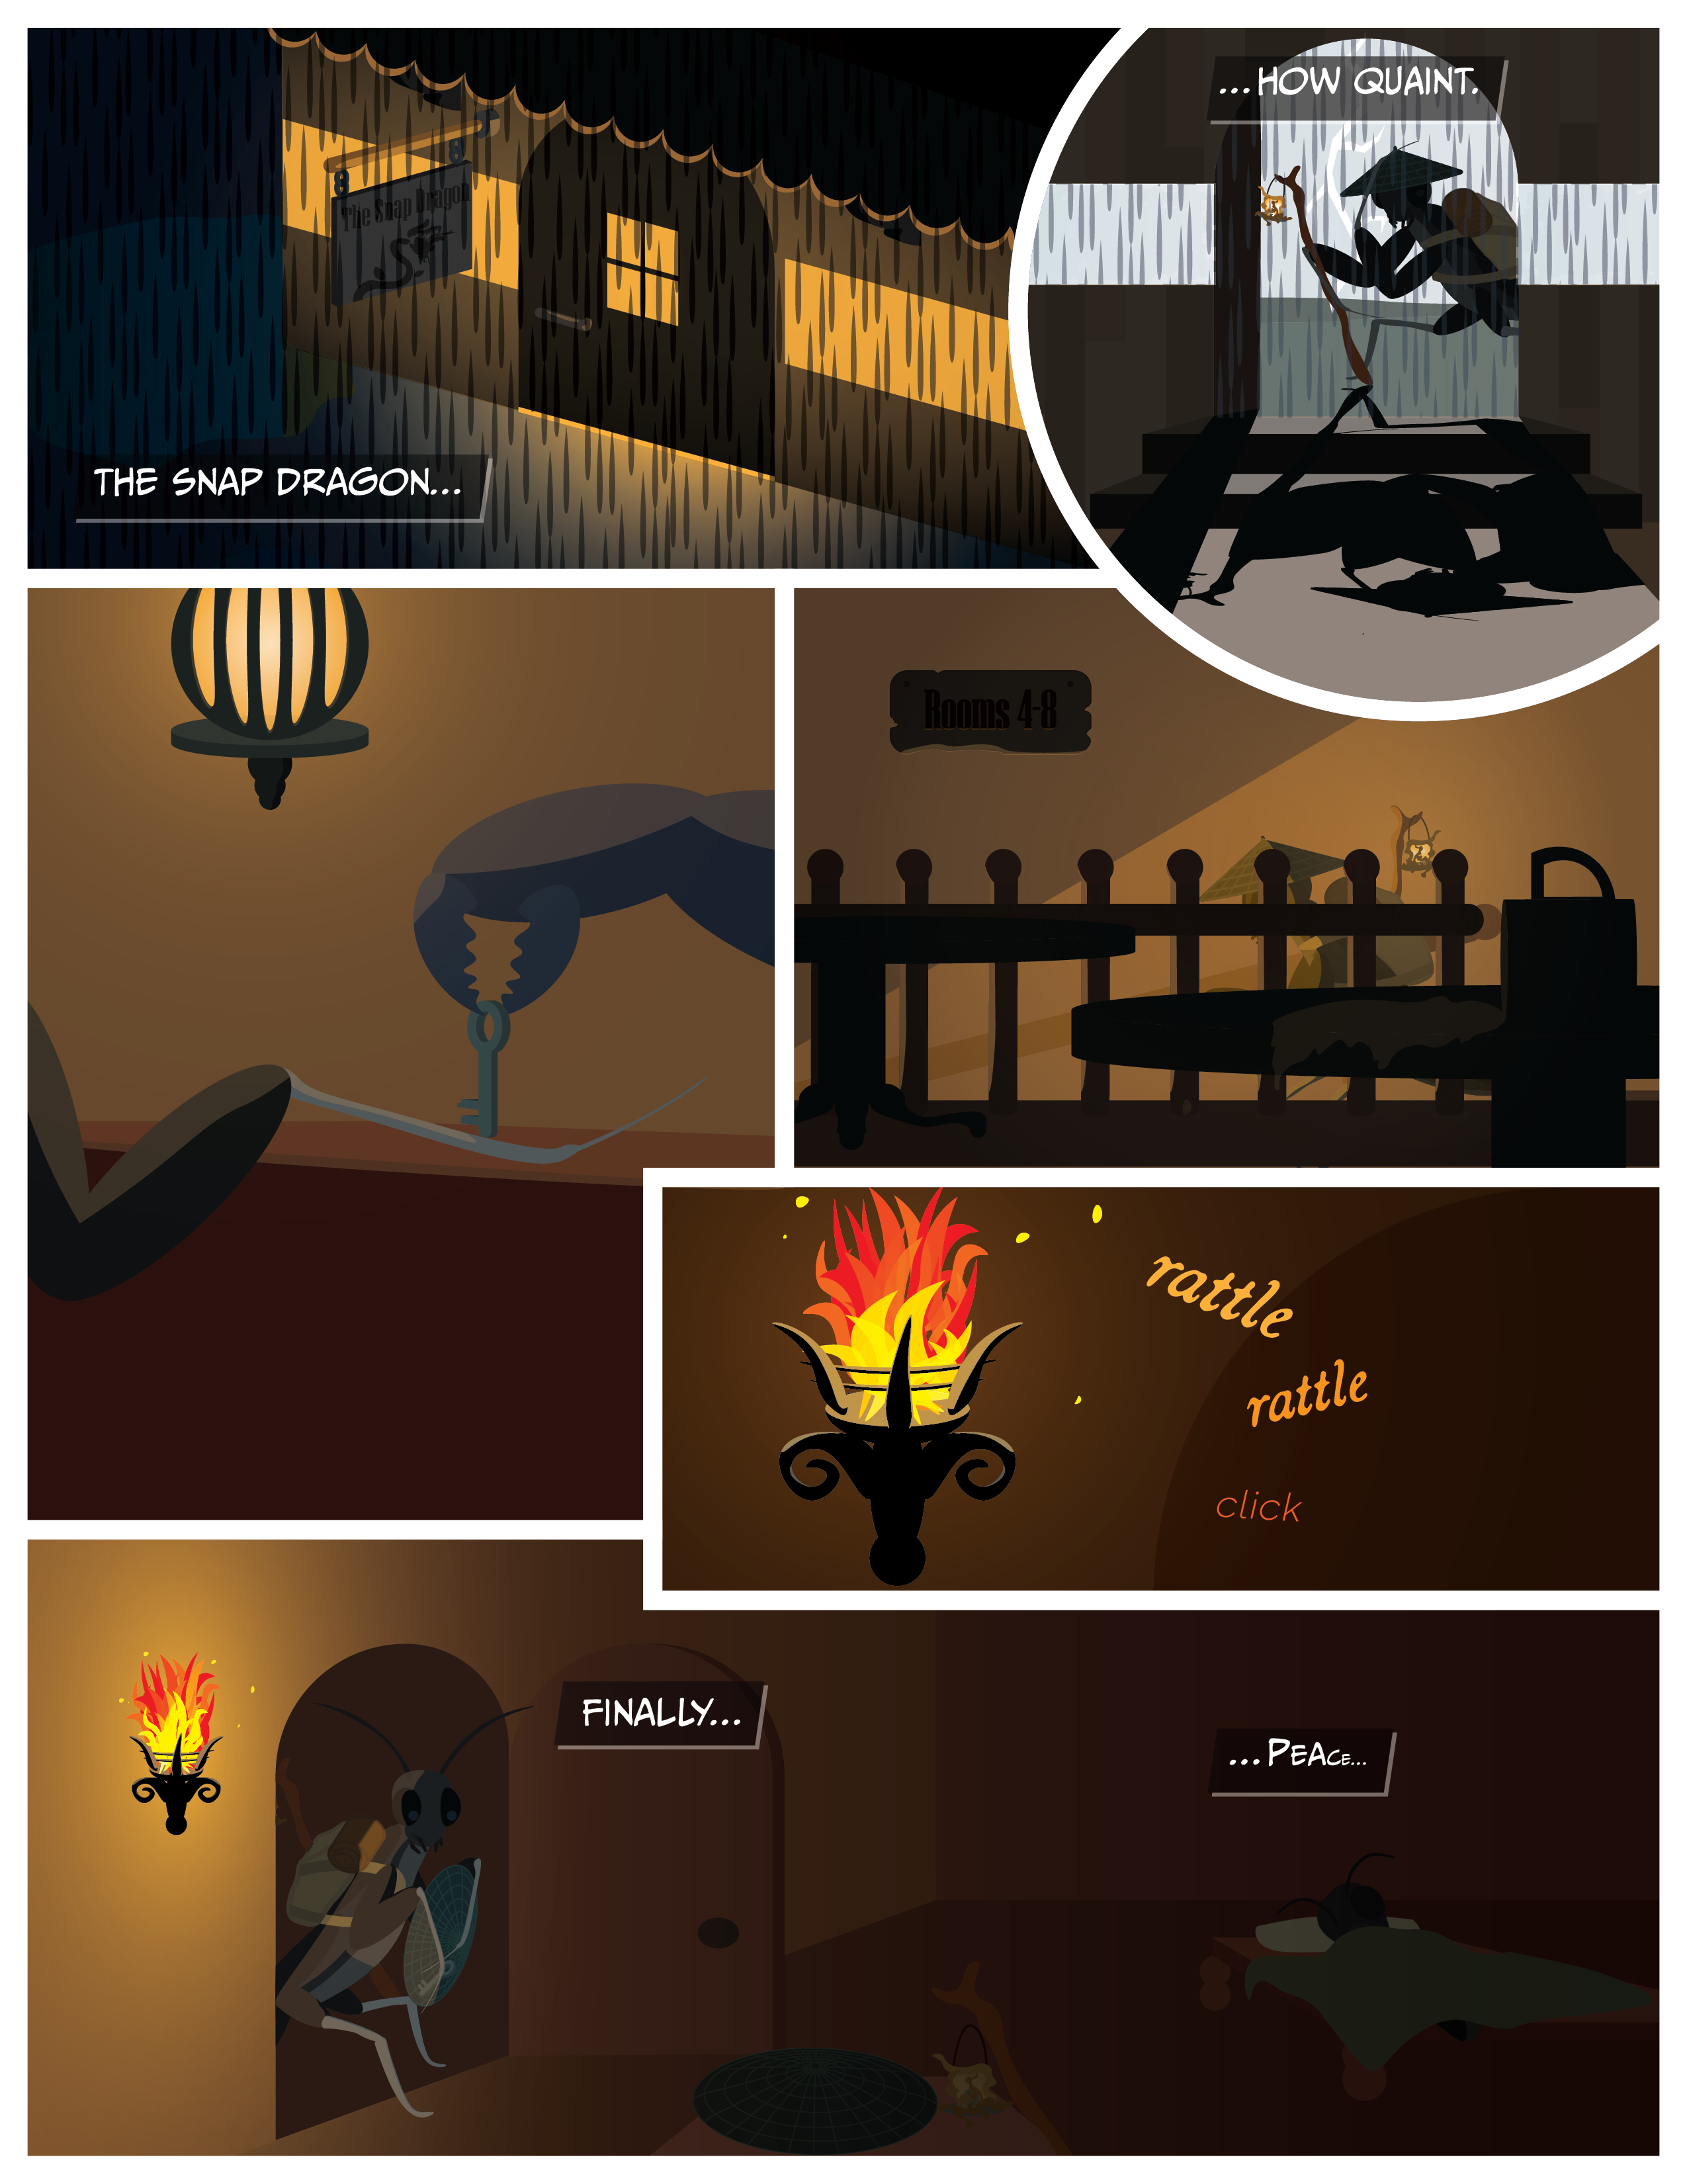 The Snap Dragon
THE SNAP DRAGON...
...HOW QUAINT.
Rooms 4-8
rattle
rattle
click
FINALLY...
...PEACE...